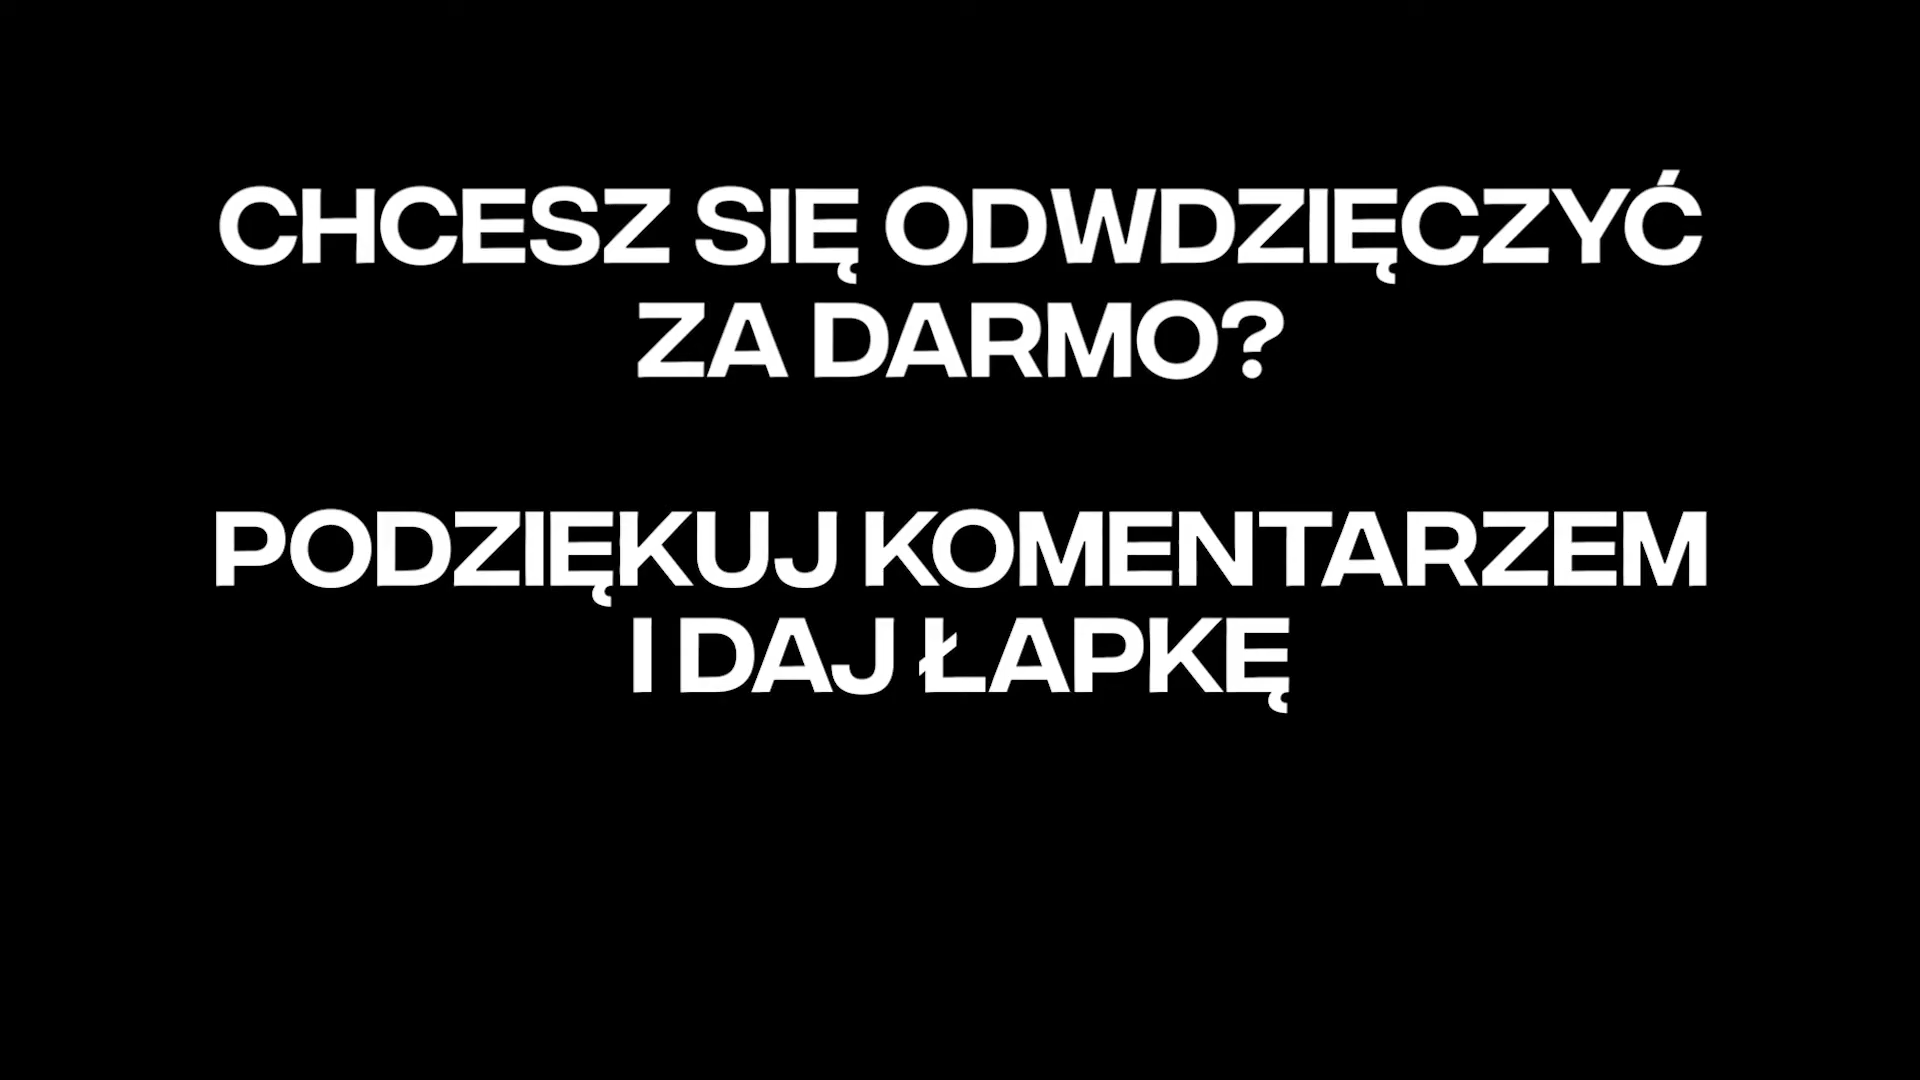 CHCESZ SIĘ ODWDZIĘCZYĆ
ZA DARMO?
PODZIĘKUJ KOMENTARZEM
I DAJ ŁAPKĘ